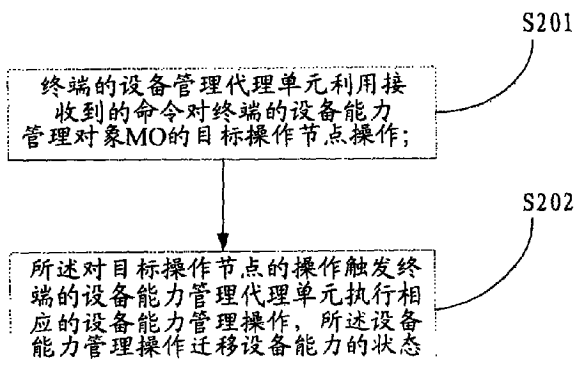 S201
终端的设备管理代理单元利用接
收到的命令对终端的设备能力
管理对象MO的目标操作节点操作;
S202
所述对目标操作节点的操作触发终
端的设备能力管理代理单元执行相
应的设备能力管理操作，所述设备
能力管理操作迁移设备能力的状态